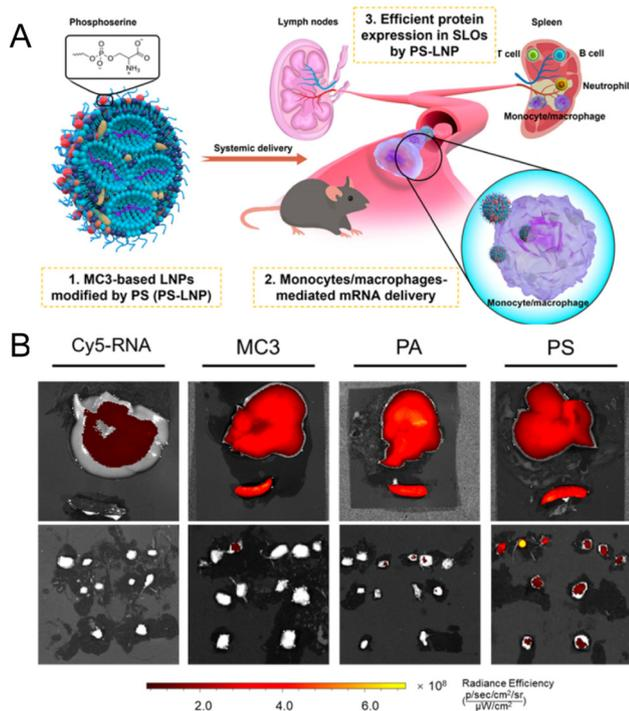 A
Phosphoserine
Lymph nodes
3. Efficient protein
expression in SLOs
by PS-LNP
Spleen
T cell
B cell
Neutrophil
Monocyte/macrophage
Systemic delivery
1. MC3-based LNPs
modified by PS (PS-LNP)
2. Monocytes/macrophages-
mediated mRNA delivery
Monocyte/macrophage
B
Cy5-RNA
MC3
PA
PS
2.0
4.0
6.0
× 10⁸
Radiance Efficiency
(p/sec/cm²/sr
µW/cm²)